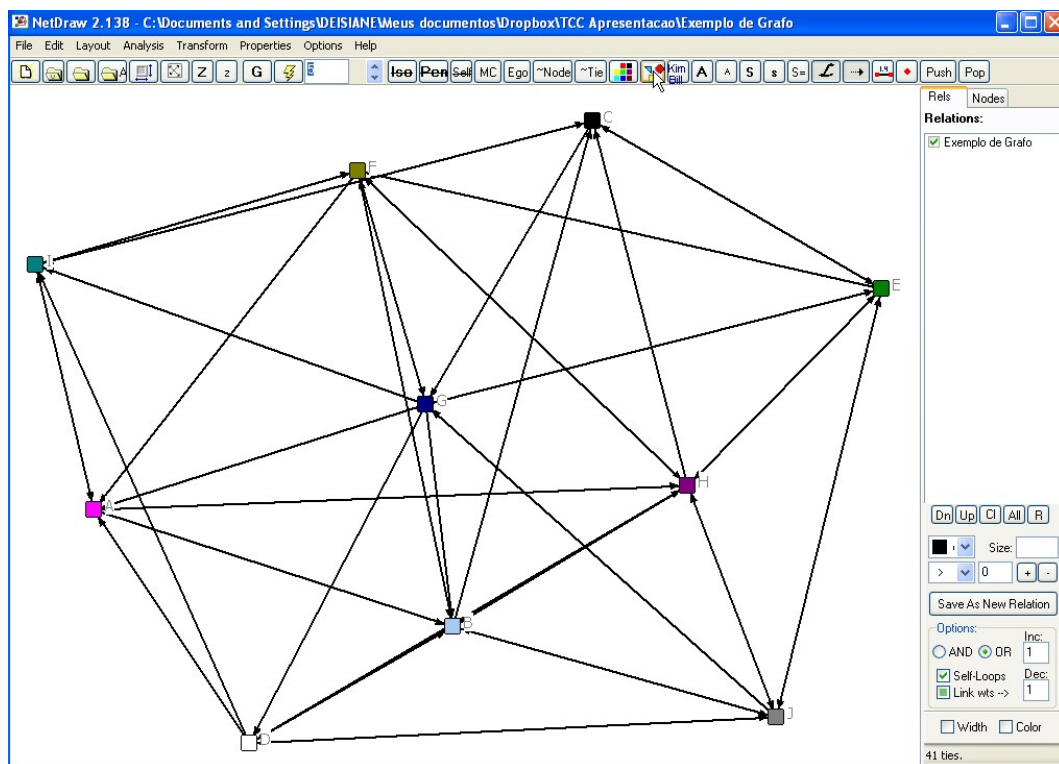 NetDraw 2.138 - C:\Documents and Settings\DEISIANE\Meus documentos\Dropbox\TCC Apresentacao\Exemplo de Grafo
File Edit Layout Analysis Transform Properties Options Help
A Z z G Iso Pen Self MC Ego ~Node ~Tie Kim Bill A A S s S= L 1.4 Push Pop
Rels Nodes
Relations:
Exemplo de Grafo
C
F
I
E
G
H
A
B
J
D
Dn Up Cl All R
Size:
> 0 + -
Save As New Relation
Options:
Inc:
AND OR 1
Self-Loops Dec:
Link wts --> 1
Width Color
41 ties.